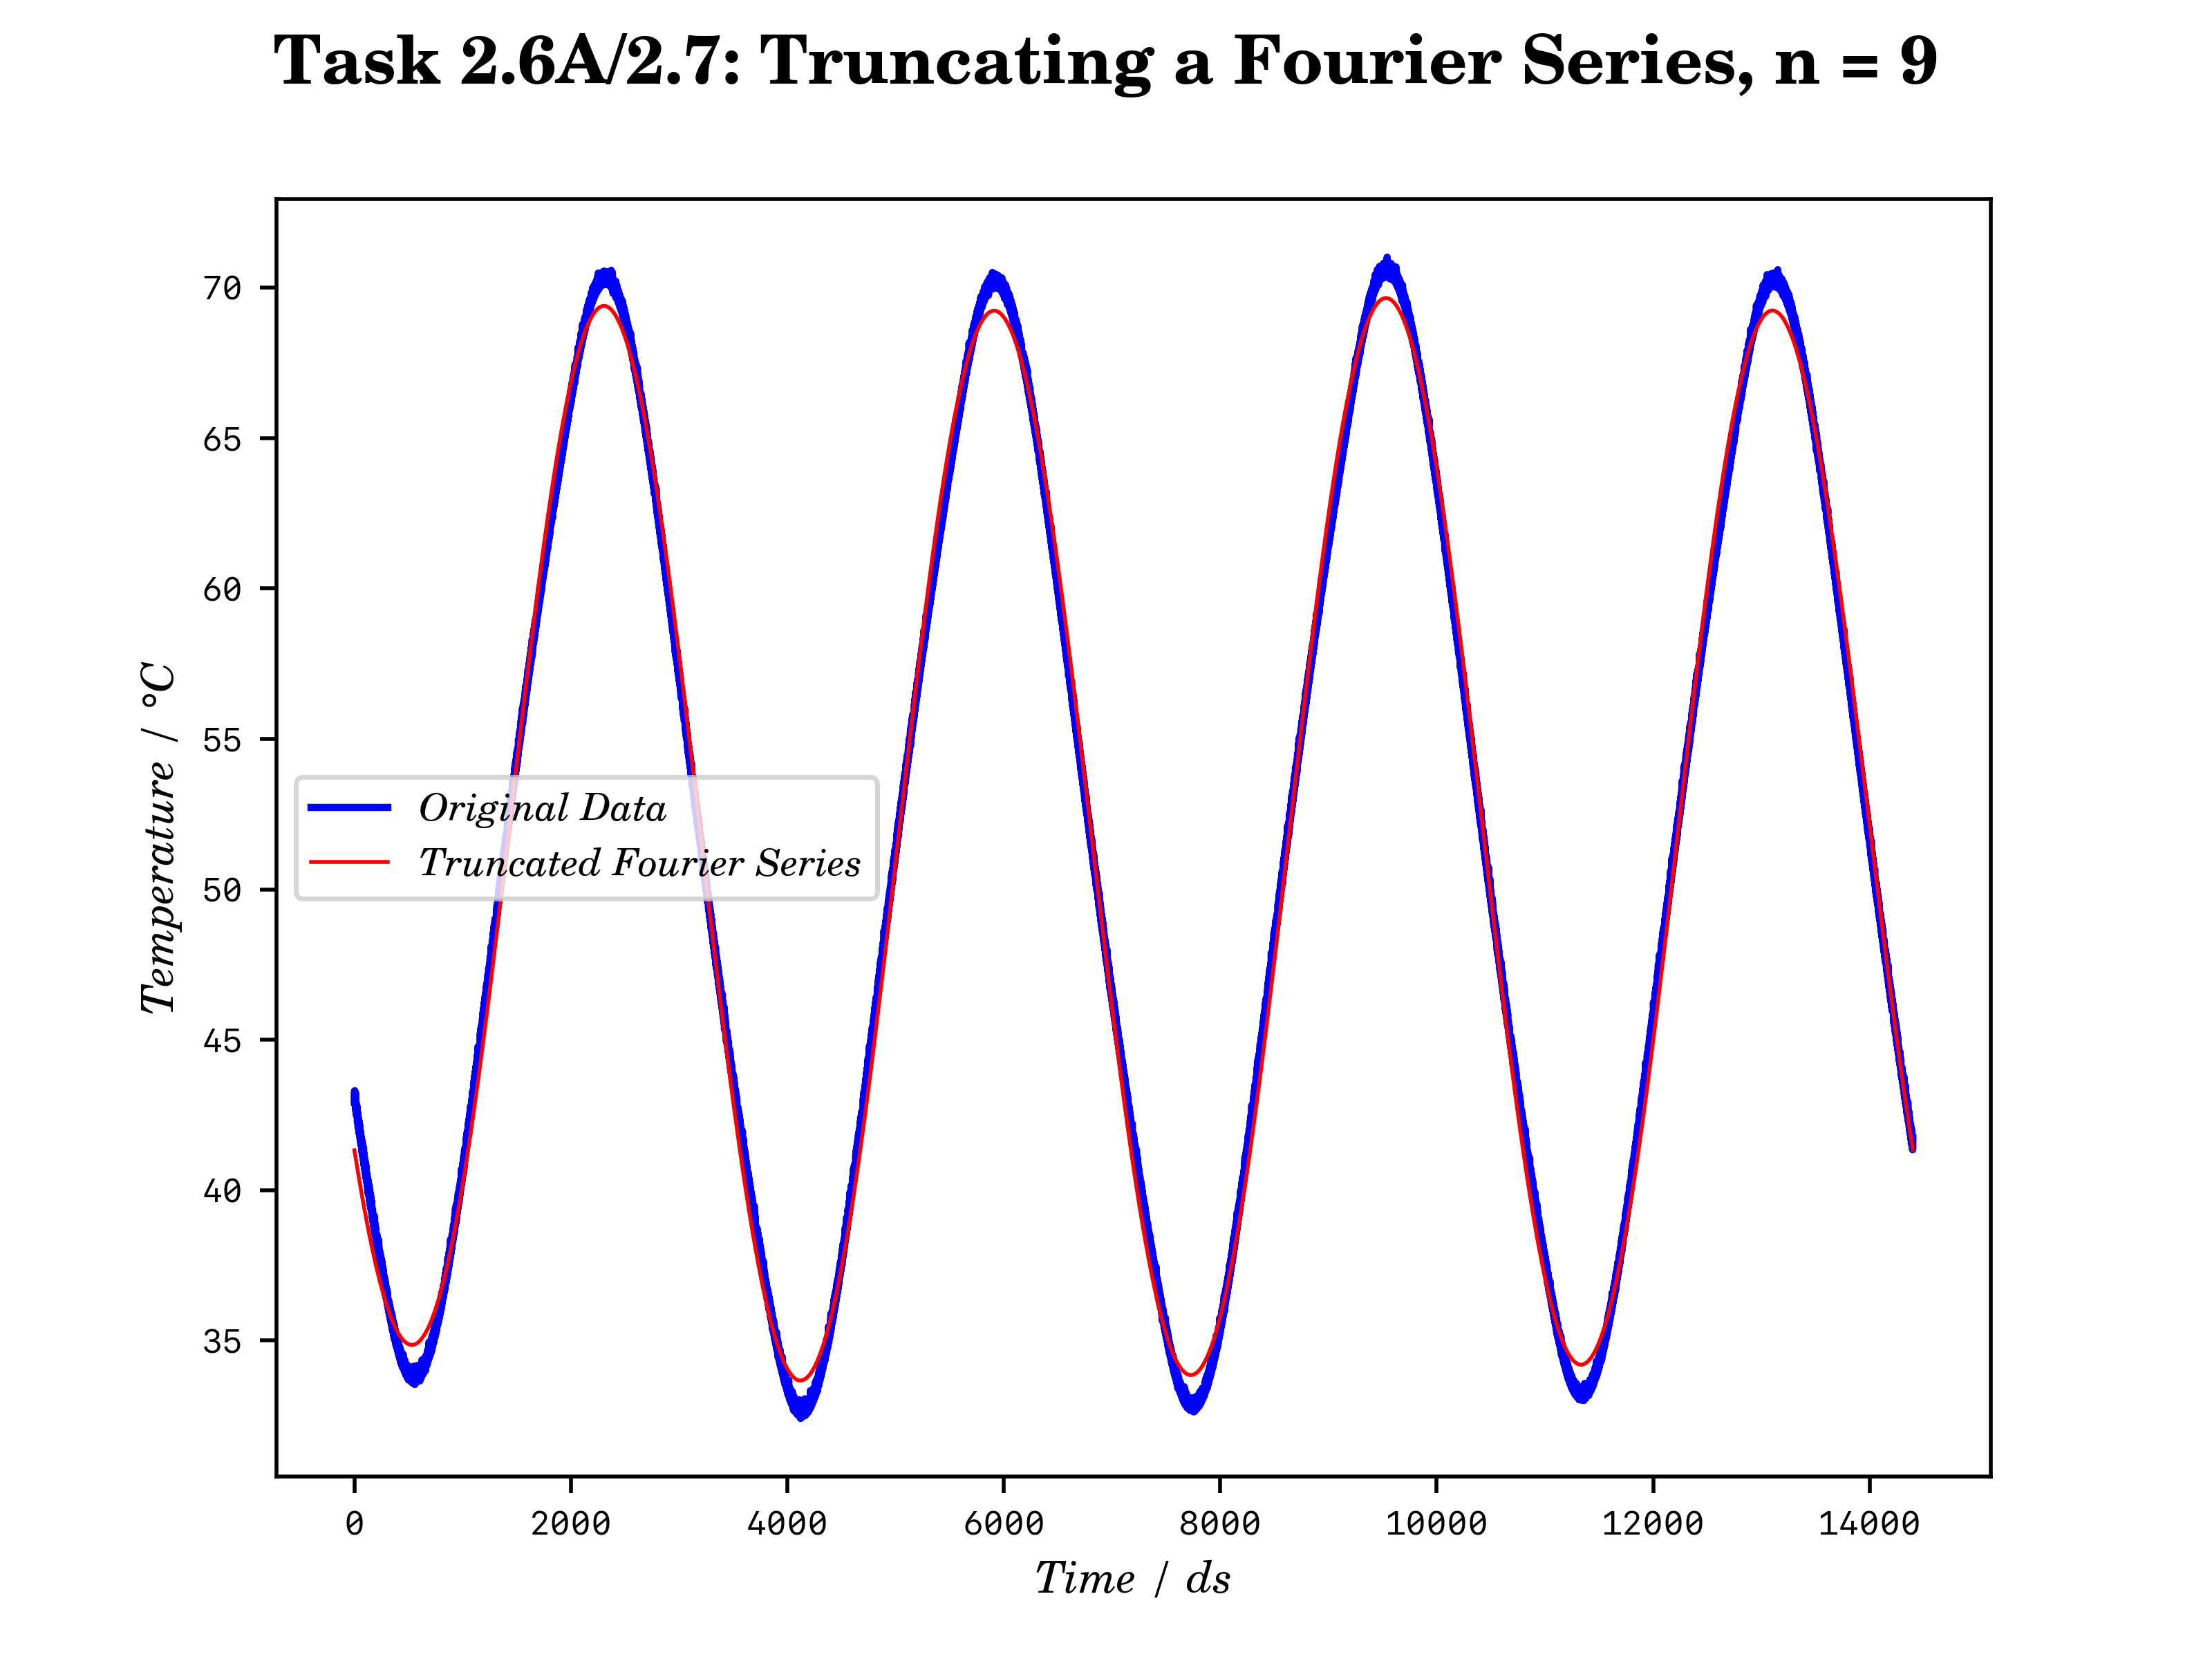 Task 2.6A/2.7: Truncating a Fourier Series, n = 9
Temperature / °C
70
65
60
55
50
45
40
35
Original Data
Truncated Fourier Series
0 2000 4000 6000 8000 10000 12000 14000
Time / ds